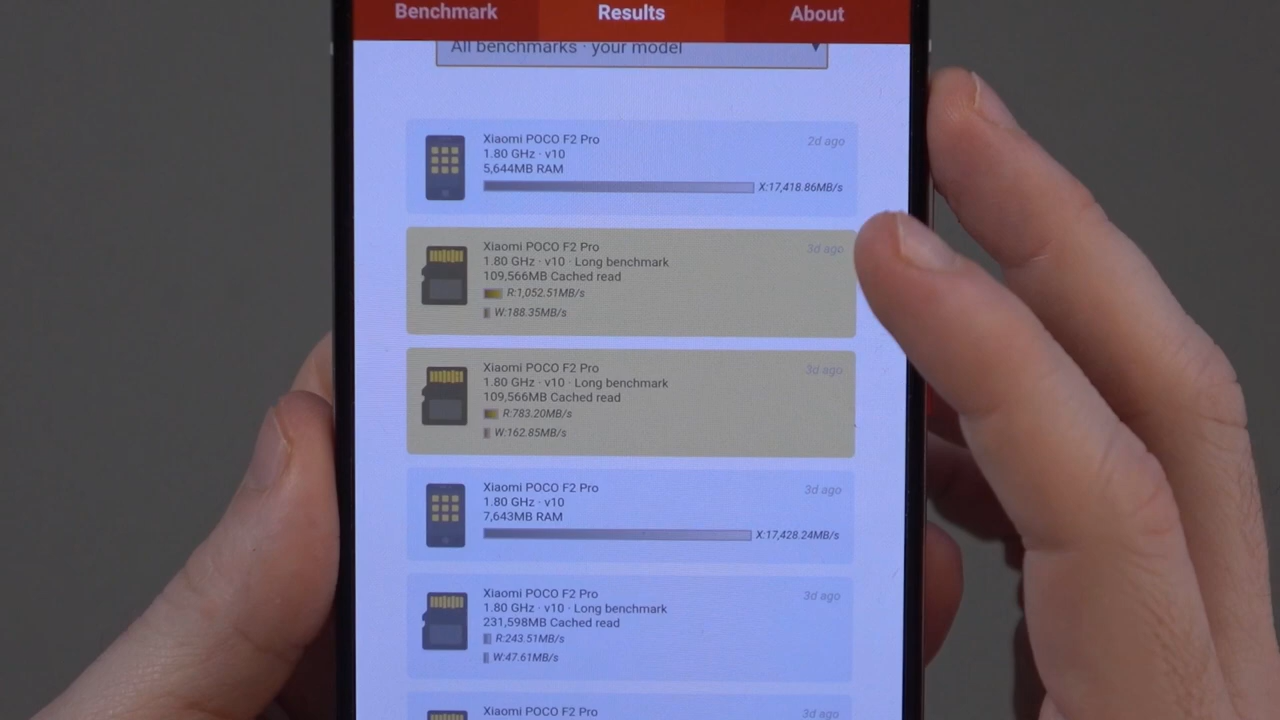 Benchmark
Results
About
All benchmarks · your model
Xiaomi POCO F2 Pro
2d ago
1.80 GHz · v10
5,644MB RAM
X:17,418.86MB/s
Xiaomi POCO F2 Pro
3d ago
1.80 GHz · v10 · Long benchmark
109,566MB Cached read
R:1,052.51MB/s
W:188.35MB/s
Xiaomi POCO F2 Pro
3d ago
1.80 GHz · v10 · Long benchmark
109,566MB Cached read
R:783.20MB/s
W:162.85MB/s
Xiaomi POCO F2 Pro
3d ago
1.80 GHz · v10
7,643MB RAM
X:17,428.24MB/s
Xiaomi POCO F2 Pro
3d ago
1.80 GHz · v10 · Long benchmark
231,598MB Cached read
R:243.51MB/s
W:47.61MB/s
Xiaomi POCO F2 Pro
3d ago